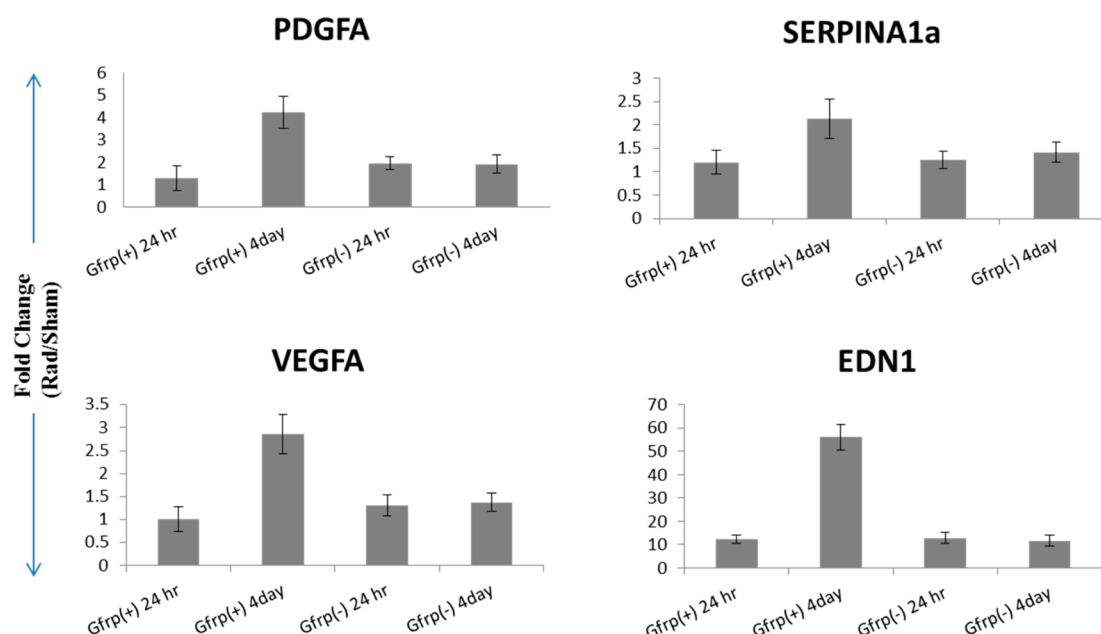 PDGFA
6
5
4
3
2
1
0
Gfrp(+) 24 hr
Gfrp(+) 4day
Gfrp(-) 24 hr
Gfrp(-) 4day
SERPINA1a
3
2.5
2
1.5
1
0.5
0
Gfrp(+) 24 hr
Gfrp(+) 4day
Gfrp(-) 24 hr
Gfrp(-) 4day
Fold Change
(Rad/Sham)
VEGFA
3.5
3
2.5
2
1.5
1
0.5
0
Gfrp(+) 24 hr
Gfrp(+) 4day
Gfrp(-) 24 hr
Gfrp(-) 4day
EDN1
70
60
50
40
30
20
10
0
Gfrp(+) 24 hr
Gfrp(+) 4day
Gfrp(-) 24 hr
Gfrp(-) 4day